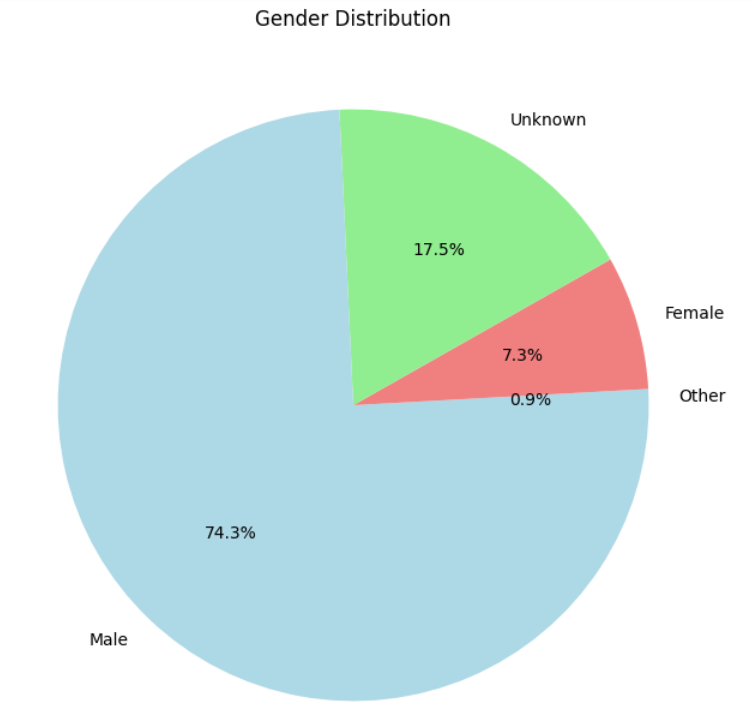 Gender Distribution
Unknown
17.5%
Female
7.3%
Other
0.9%
74.3%
Male